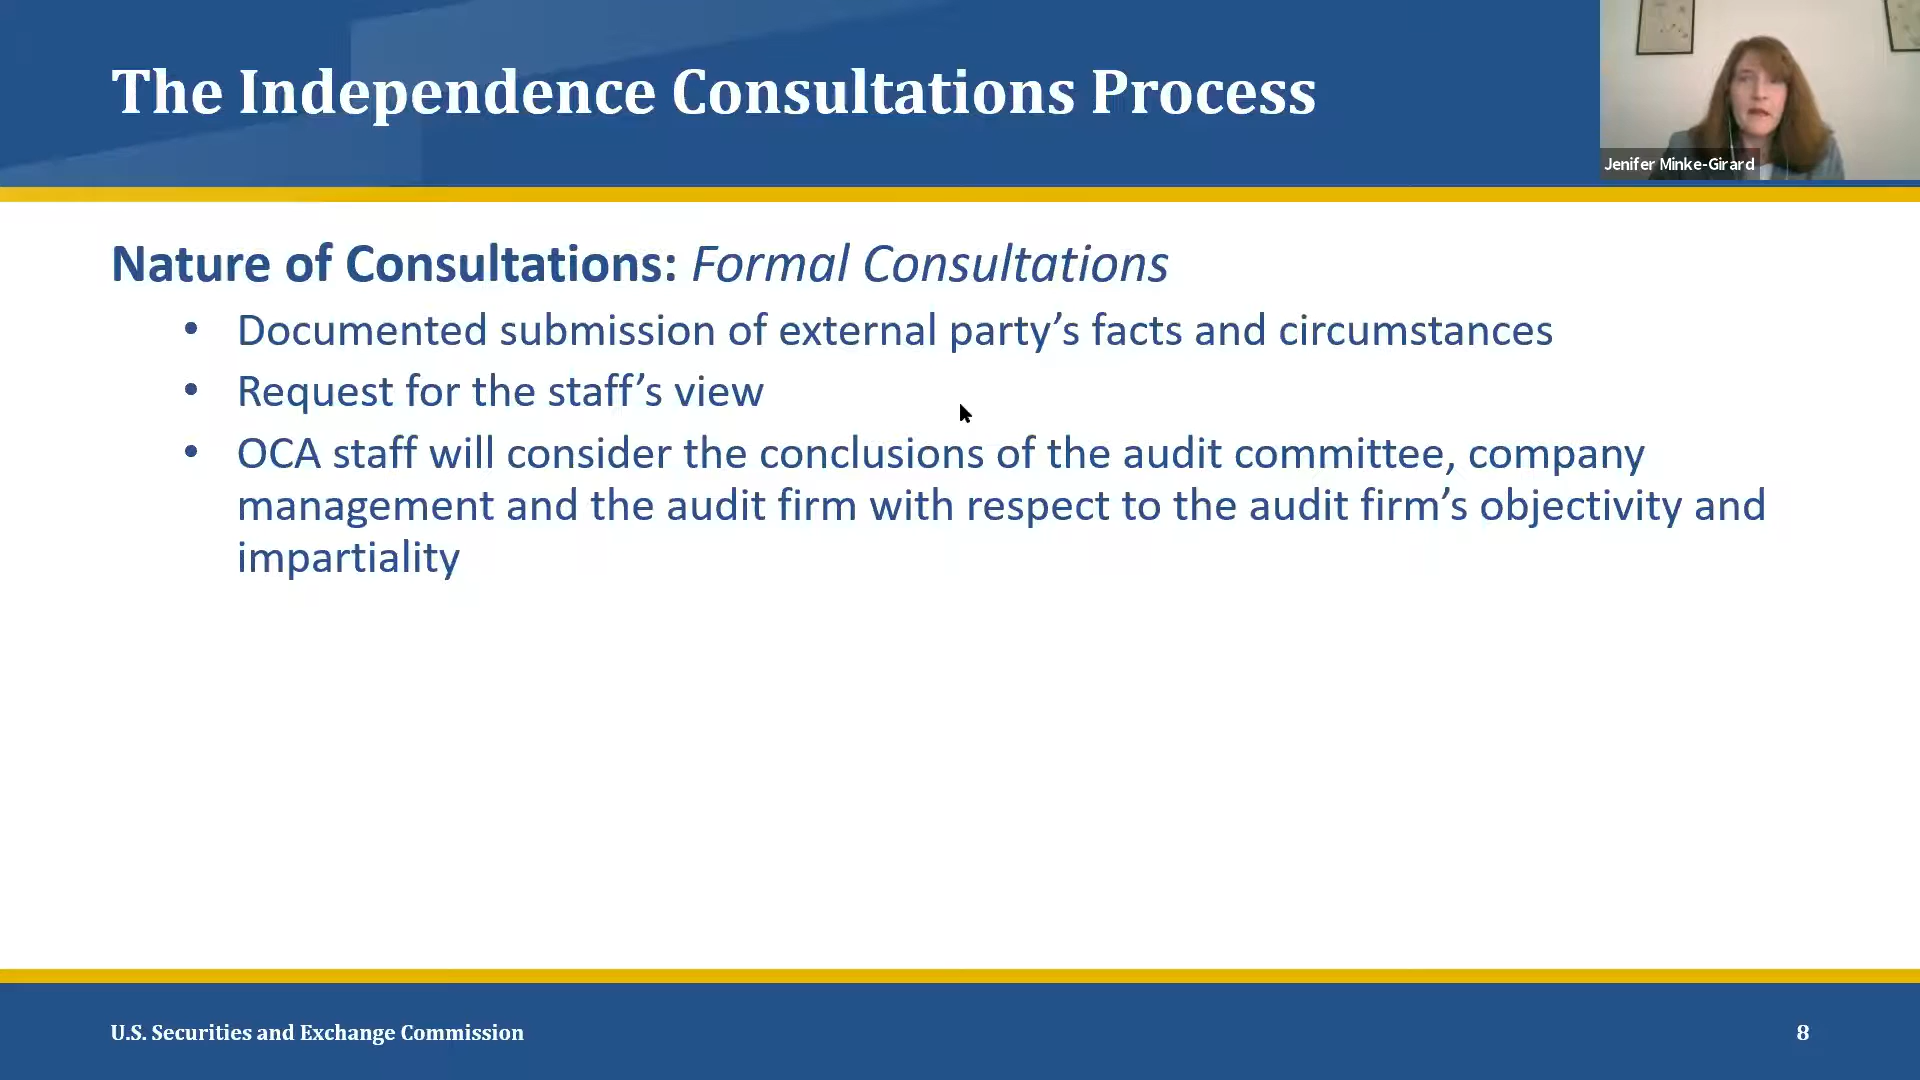 The Independence Consultations Process
Jenifer Minke-Girard
Nature of Consultations: Formal Consultations
• Documented submission of external party’s facts and circumstances
• Request for the staff’s view
• OCA staff will consider the conclusions of the audit committee, company
management and the audit firm with respect to the audit firm’s objectivity and
impartiality
U.S. Securities and Exchange Commission
8